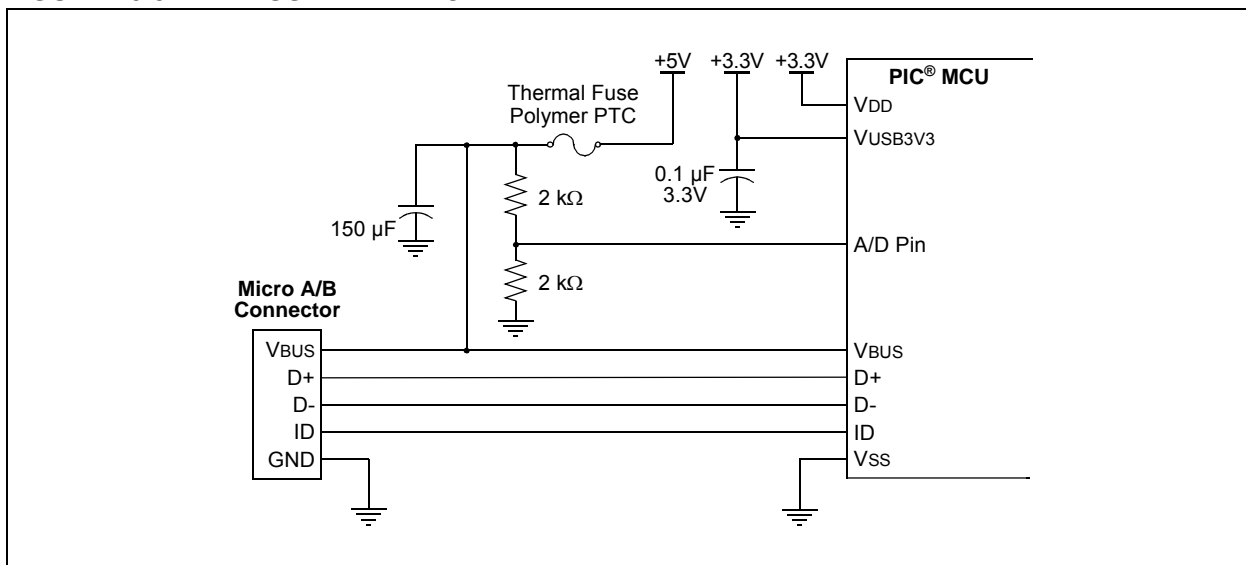 +5V
+3.3V
+3.3V
PIC® MCU
Thermal Fuse
Polymer PTC
VDD
VUSB3V3
0.1 µF
3.3V
2 kΩ
150 µF
A/D Pin
2 kΩ
Micro A/B
Connector
VBUS
VBUS
D+
D+
D-
D-
ID
ID
GND
VSS